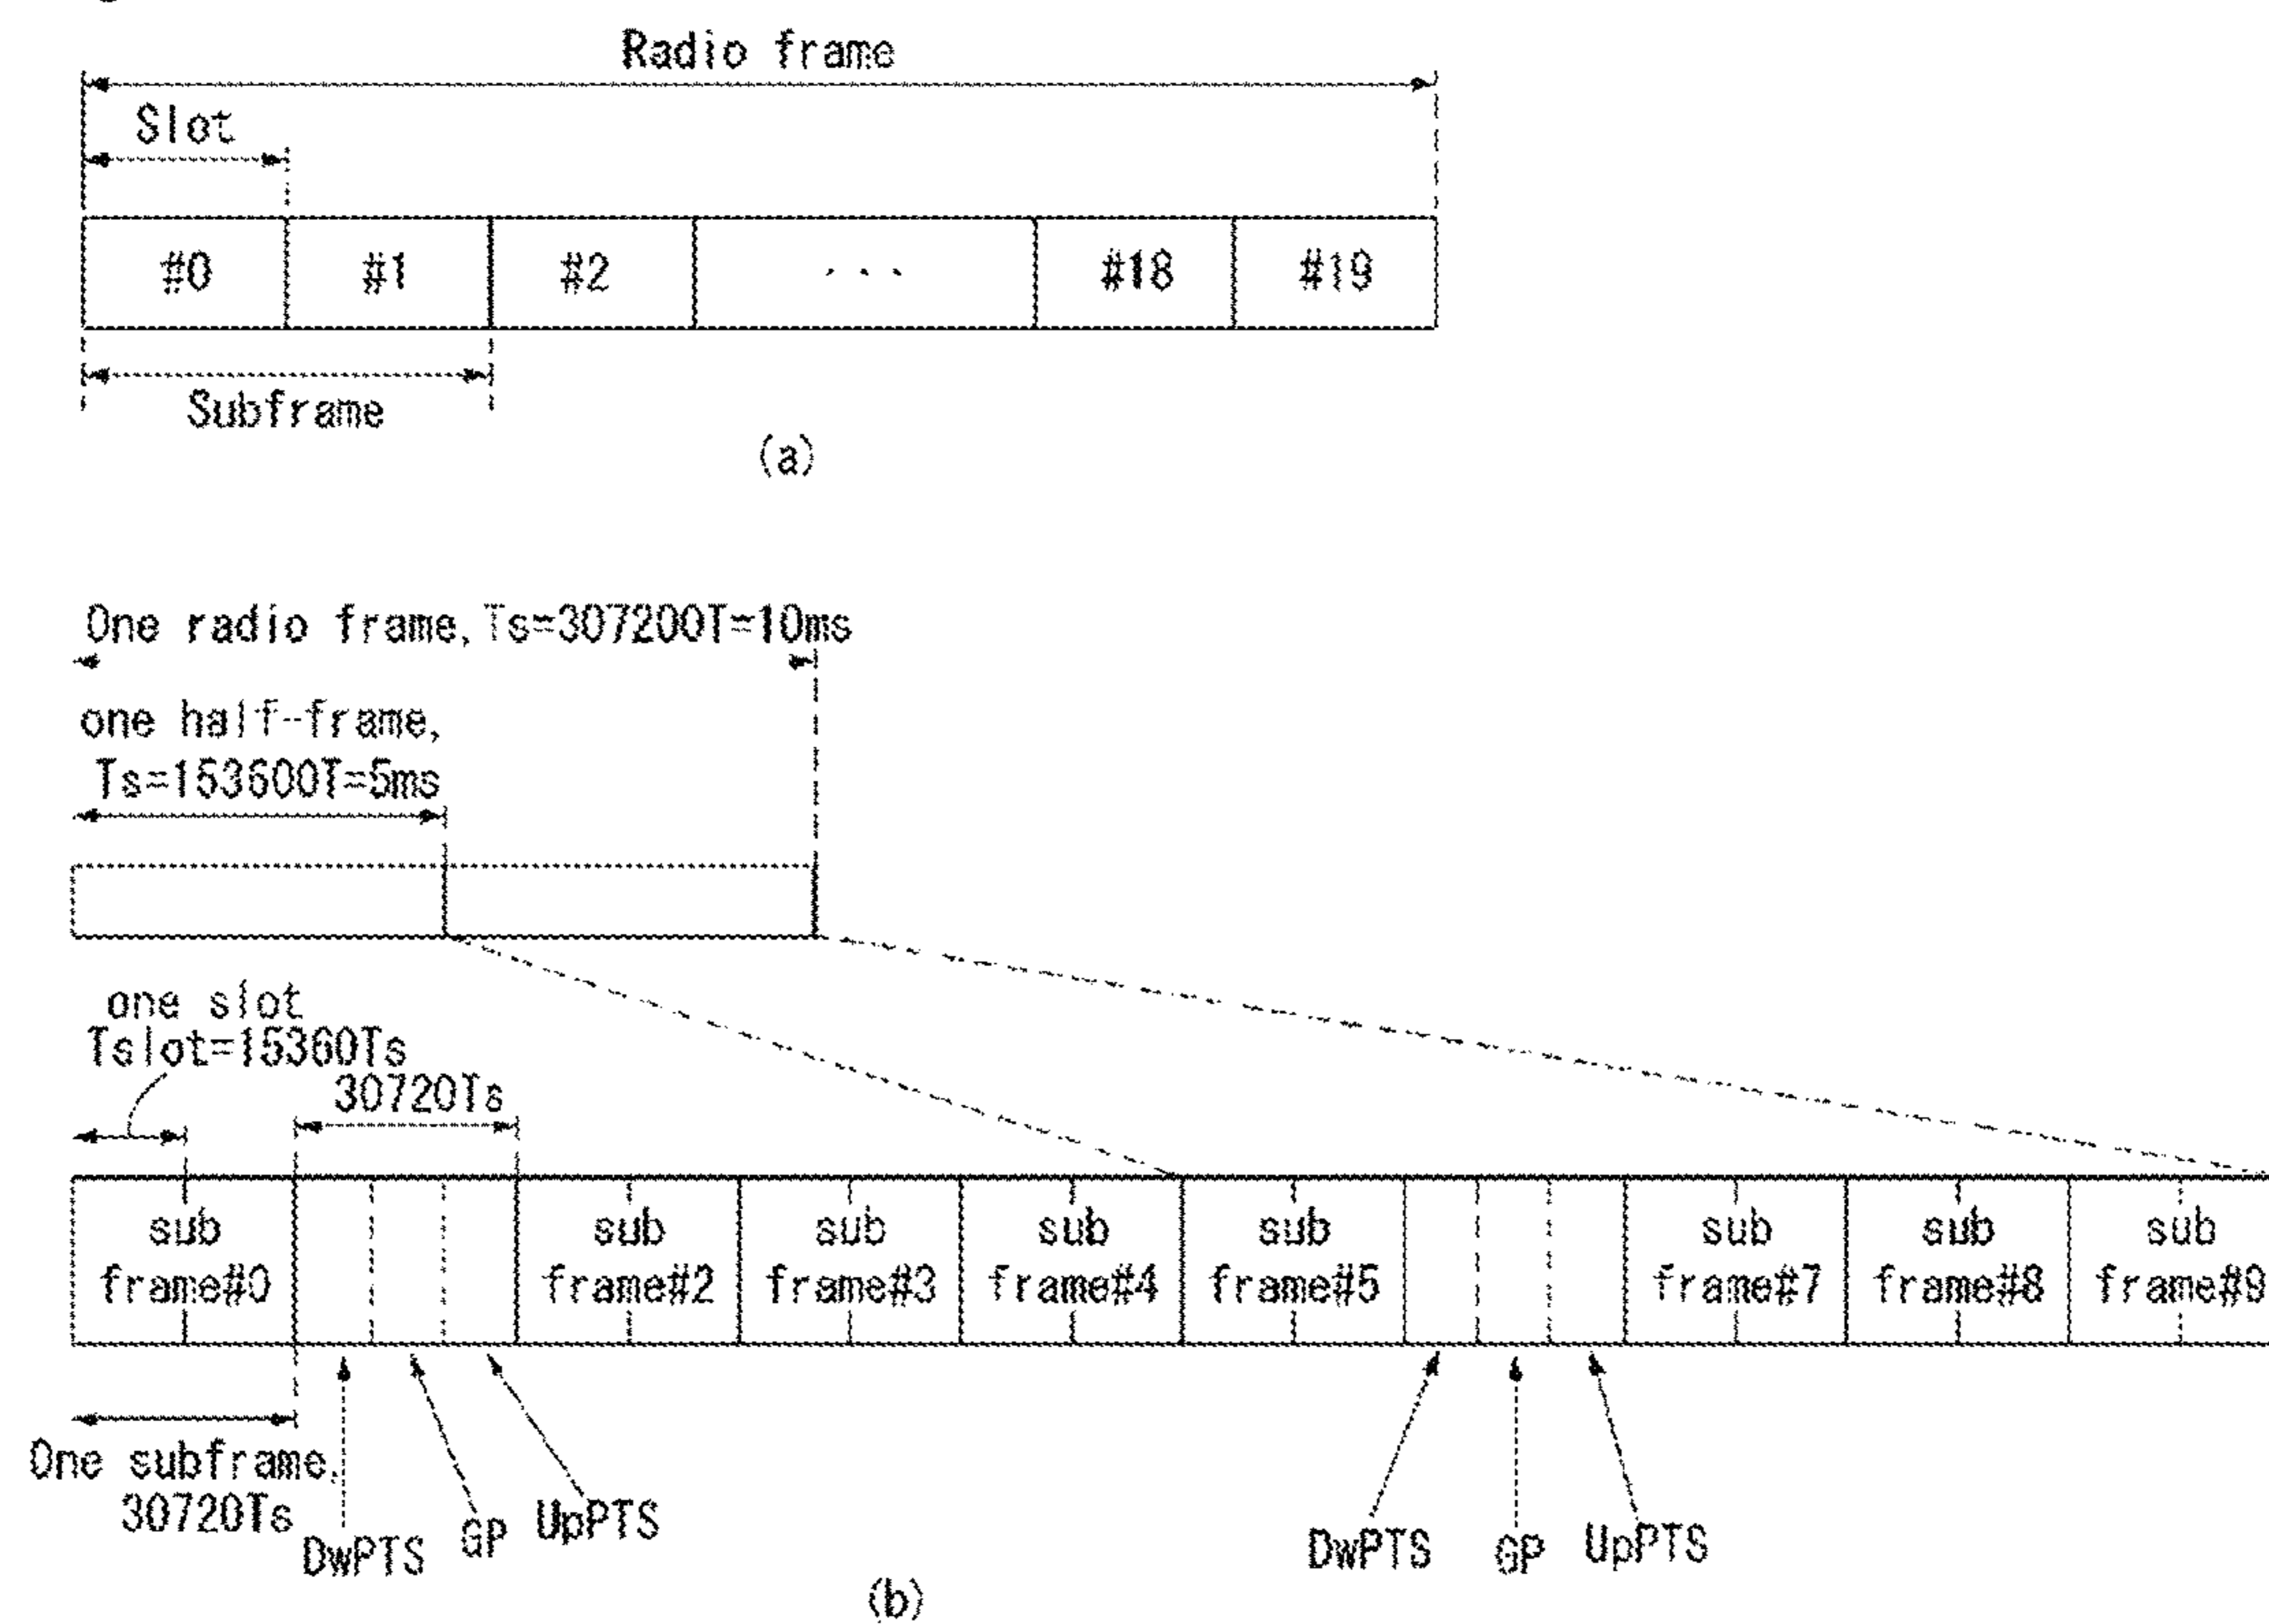 Radio frame
Slot
#0 #1 #2 ... #18 #19
Subframe
(a)
One radio frame, Ts=307200T=10ms
one half-frame,
Ts=153600T=5ms
one slot
Tslot=15360Ts
30720Ts
sub sub sub sub sub sub sub sub
frame#0 frame#2 frame#3 frame#4 frame#5 frame#7 frame#8 frame#9
One subframe,
30720Ts
DwPTS GP UpPTS DwPTS GP UpPTS
(b)